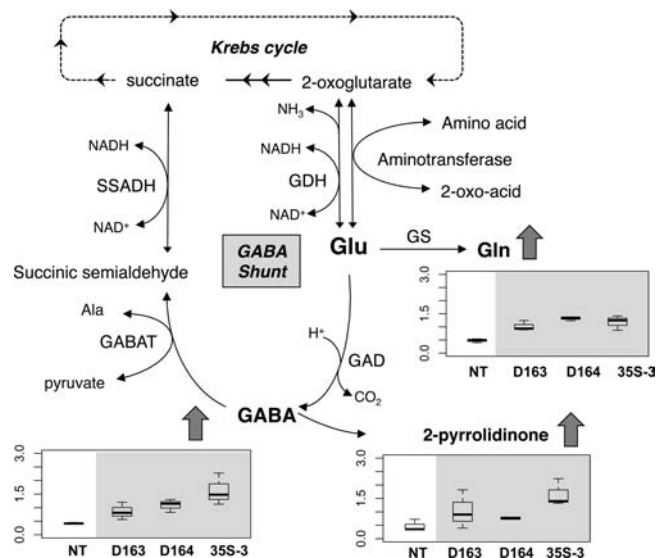 Krebs cycle
succinate
2-oxoglutarate
NH3
Amino acid
NADH
NADH
Aminotransferase
SSADH
GDH
2-oxo-acid
NAD+
NAD+
GABA
Shunt
Glu
GS
Gln
Succinic semialdehyde
3.0
1.5
0.0
NT
D163
D164
35S-3
Ala
GABAT
pyruvate
H+
GAD
CO2
GABA
2-pyrrolidinone
3.0
1.5
0.0
NT
D163
D164
35S-3
3.0
1.5
0.0
NT
D163
D164
35S-3